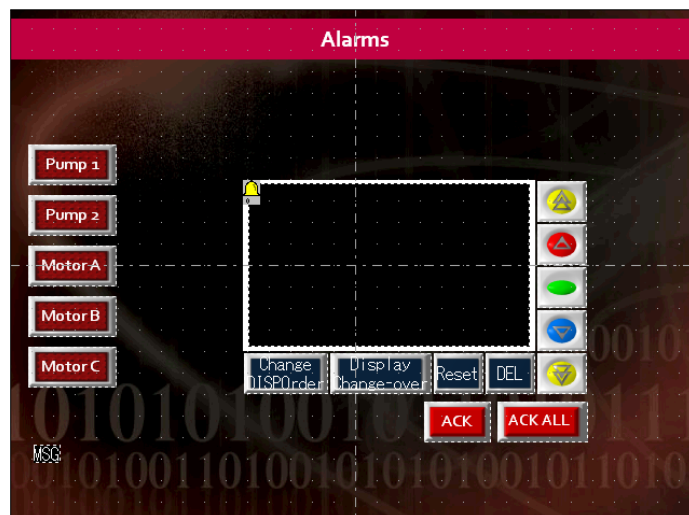 Alarms
Pump 1
Pump 2
Motor A
Motor B
Motor C
0
Change
DISPOrder
Display
Change-over
Reset
DEL
ACK
ACK ALL
MSG